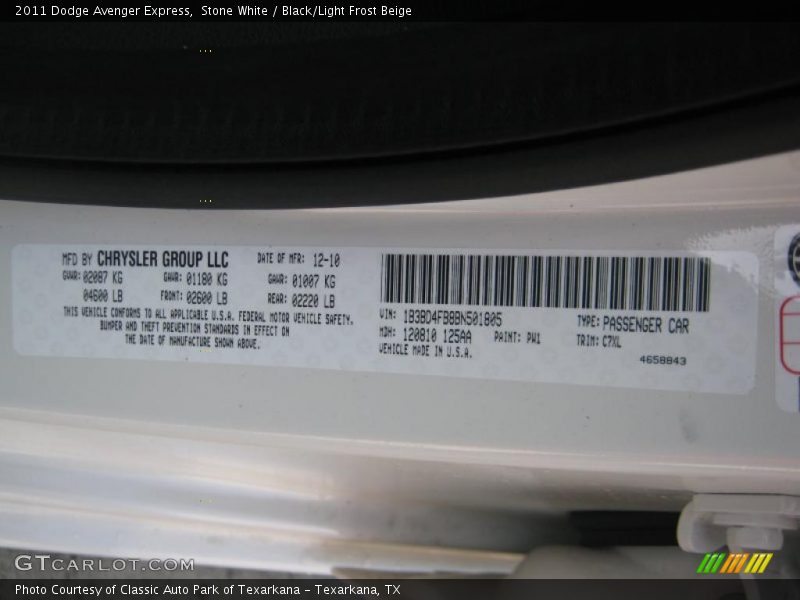 2011 Dodge Avenger Express, Stone White / Black/Light Frost Beige
MFD BY CHRYSLER GROUP LLC DATE OF MFR: 12-10
GVWR: 02087 KG GAWR: 01180 KG GAWR: 01007 KG
04600 LB FRONT: 02600 LB REAR: 02220 LB
THIS VEHICLE CONFORMS TO ALL APPLICABLE U.S.A. FEDERAL MOTOR VEHICLE SAFETY,
BUMPER AND THEFT PREVENTION STANDARDS IN EFFECT ON
THE DATE OF MANUFACTURE SHOWN ABOVE.
VIN: 1B3BD4FB8BN501805 TYPE: PASSENGER CAR
MDH: 120810 125AA PAINT: PW1 TRIM: C7XL
VEHICLE MADE IN U.S.A.
4658843
GTCARLOT.COM
Photo Courtesy of Classic Auto Park of Texarkana - Texarkana, TX